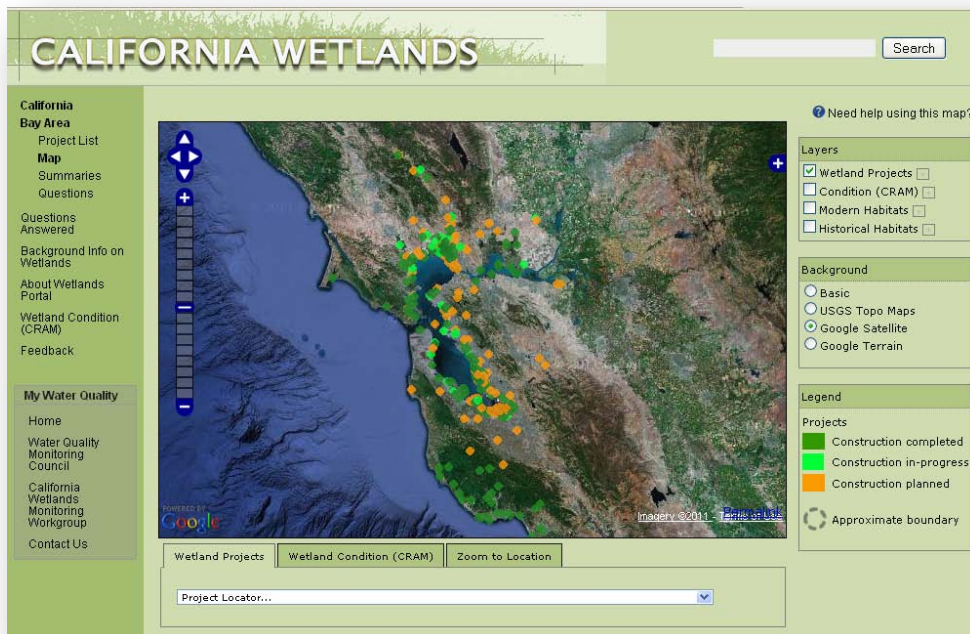 CALIFORNIA WETLANDS
Search
California
Bay Area
Project List
Map
Summaries
Questions
Questions
Answered
Background Info on
Wetlands
About Wetlands
Portal
Wetland Condition
(CRAM)
Feedback
My Water Quality
Home
Water Quality
Monitoring
Council
California
Wetlands
Monitoring
Workgroup
Contact Us
POWERED BY
Google
Imagery ©2011 - Terms of Use
Permalink
Wetland Projects
Wetland Condition (CRAM)
Zoom to Location
Project Locator...
Need help using this map?
Layers
Wetland Projects
Condition (CRAM)
Modern Habitats
Historical Habitats
Background
Basic
USGS Topo Maps
Google Satellite
Google Terrain
Legend
Projects
Construction completed
Construction in-progress
Construction planned
Approximate boundary